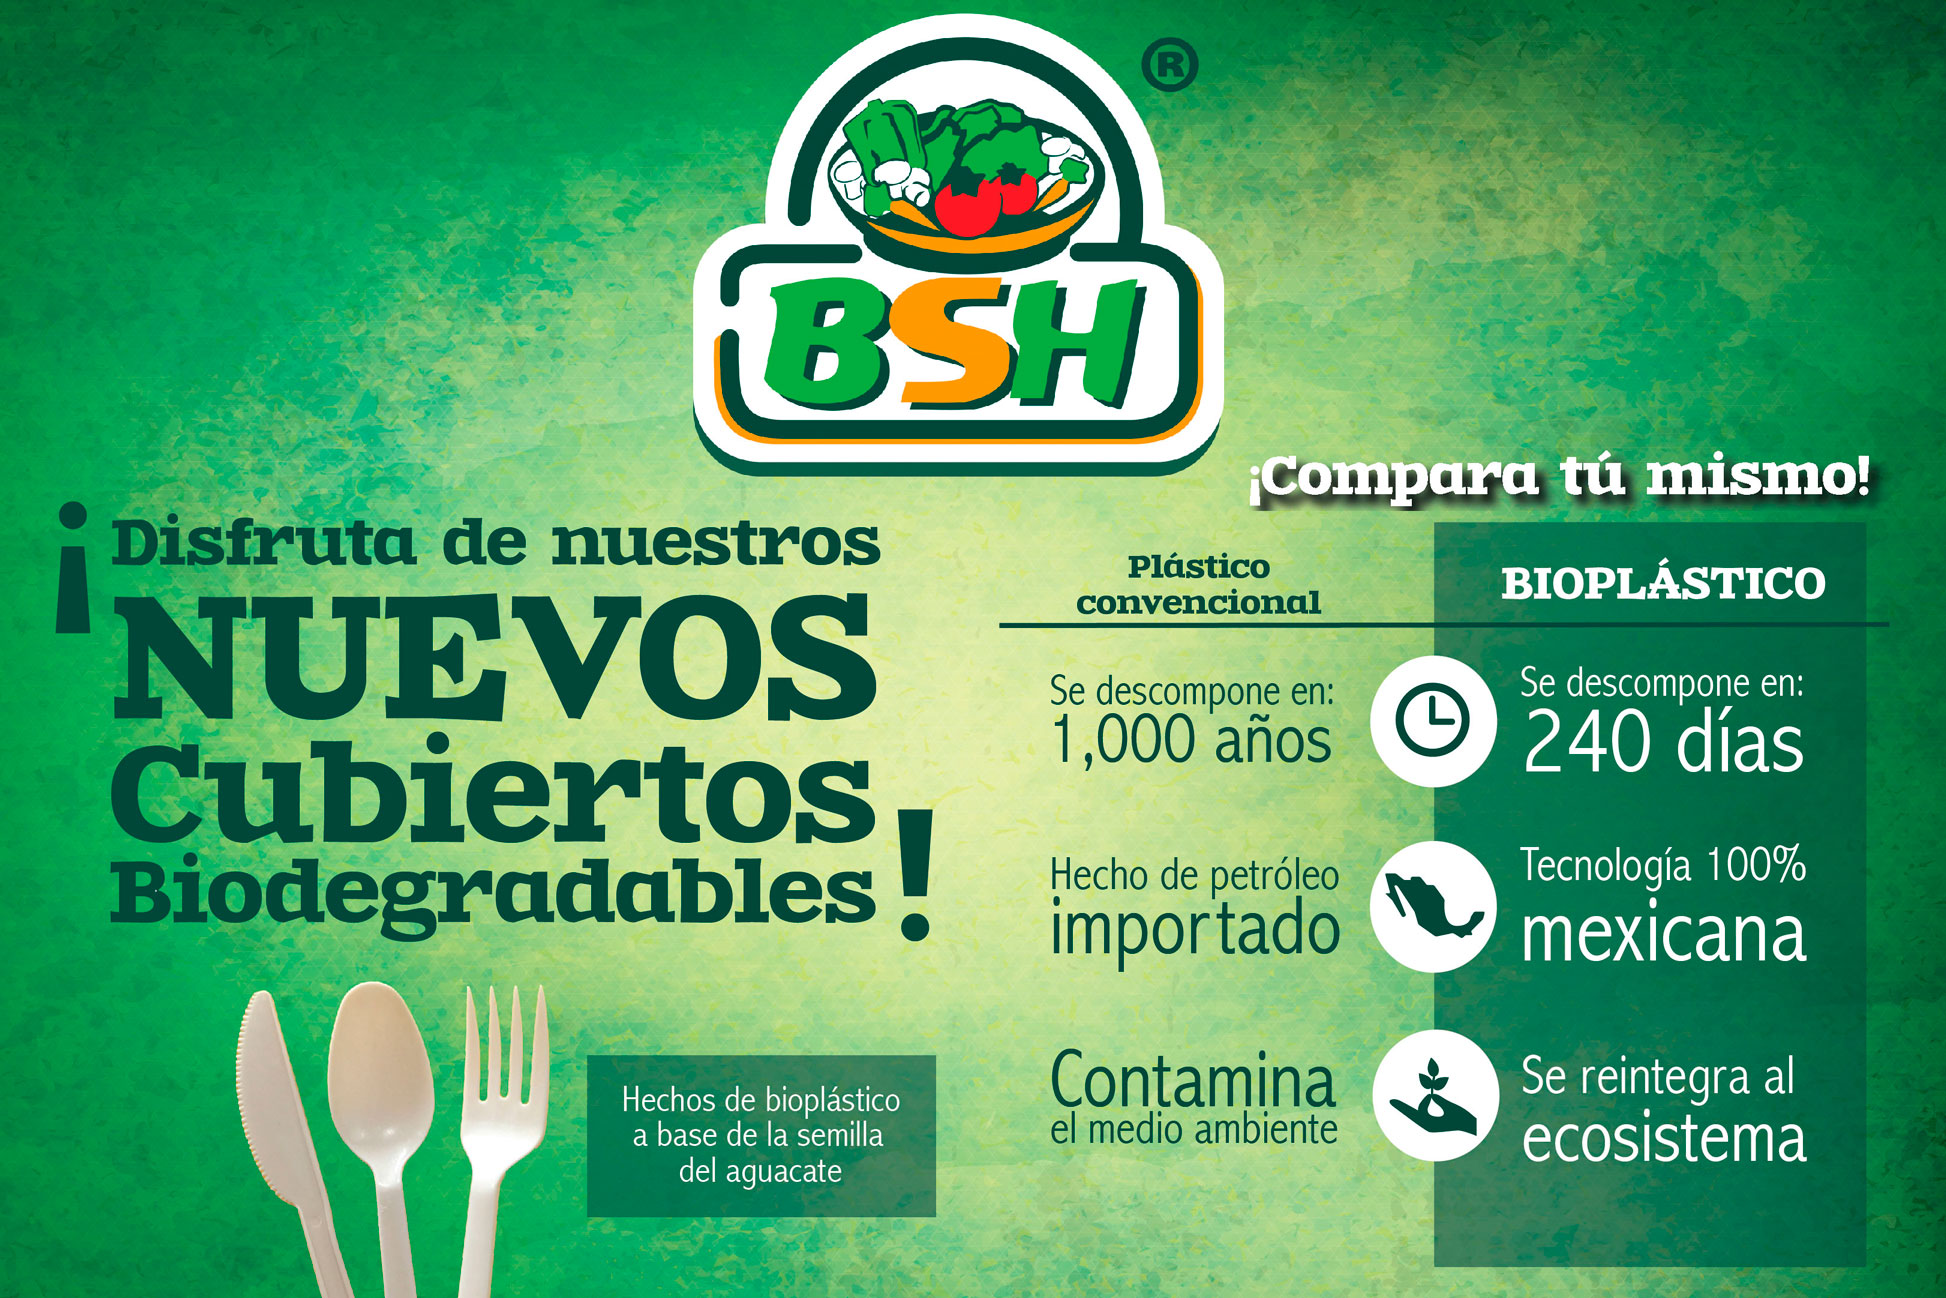 ®
BSH
¡Disfruta de nuestros
NUEVOS
Cubiertos
Biodegradables!
Hechos de bioplástico
a base de la semilla
del aguacate
¡Compara tú mismo!
Plástico
convencional
BIOPLÁSTICO
Se descompone en:
1,000 años
Se descompone en:
240 días
Hecho de petróleo
importado
Tecnología 100%
mexicana
Contamina
el medio ambiente
Se reintegra al
ecosistema